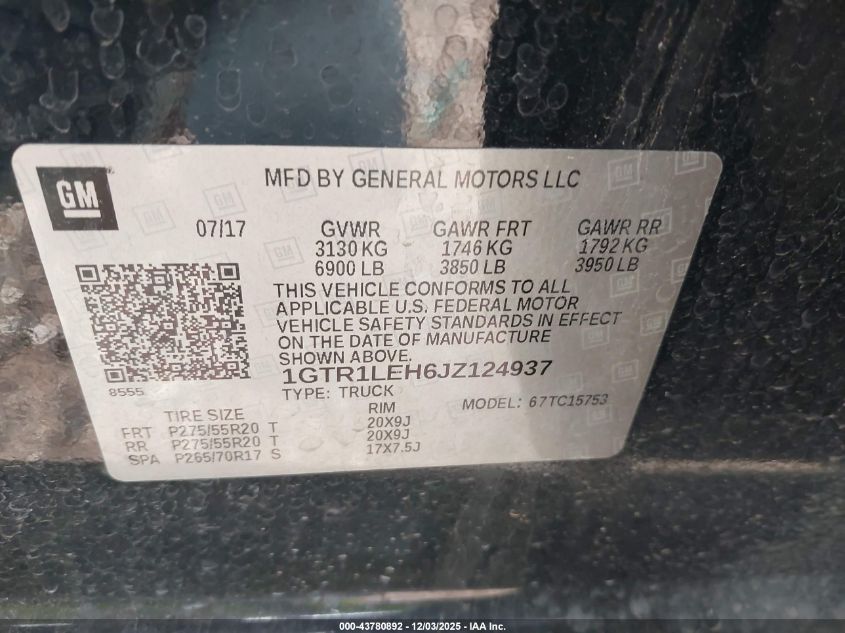 GM
MFD BY GENERAL MOTORS LLC
07/17 GVWR GAWR FRT GAWR RR
3130 KG 1746 KG 1792 KG
6900 LB 3850 LB 3950 LB
THIS VEHICLE CONFORMS TO ALL
APPLICABLE U.S. FEDERAL MOTOR
VEHICLE SAFETY STANDARDS IN EFFECT
ON THE DATE OF MANUFACTURE
SHOWN ABOVE.
1GTR1LEH6JZ124937
8555
TYPE: TRUCK MODEL: 67TC15753
TIRE SIZE RIM
FRT P275/55R20 T 20X9J
RR P275/55R20 T 20X9J
SPA P265/70R17 S 17X7.5J
000-43780892 - 12/03/2025 - IAA Inc.